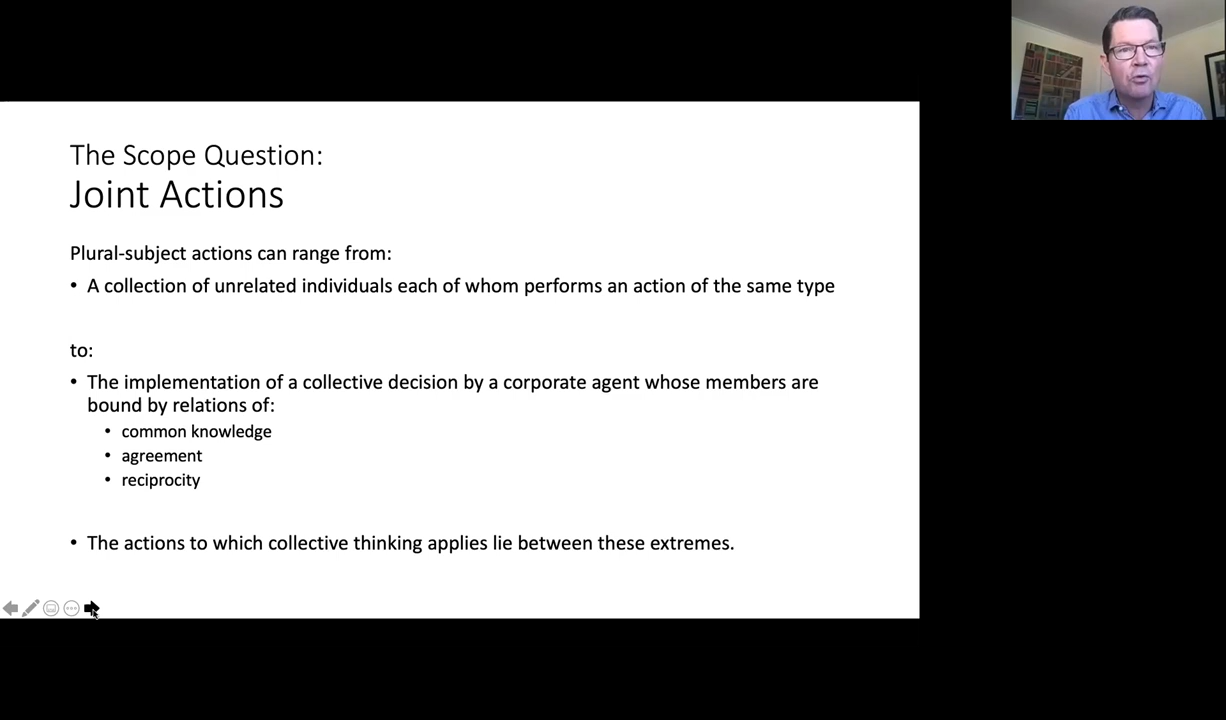 The Scope Question:
Joint Actions
Plural-subject actions can range from:
• A collection of unrelated individuals each of whom performs an action of the same type
to:
• The implementation of a collective decision by a corporate agent whose members are
bound by relations of:
• common knowledge
• agreement
• reciprocity
• The actions to which collective thinking applies lie between these extremes.